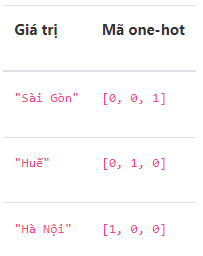 Giá trị Mã one-hot
"Sài Gòn" [0, 0, 1]
"Huế" [0, 1, 0]
"Hà Nội" [1, 0, 0]